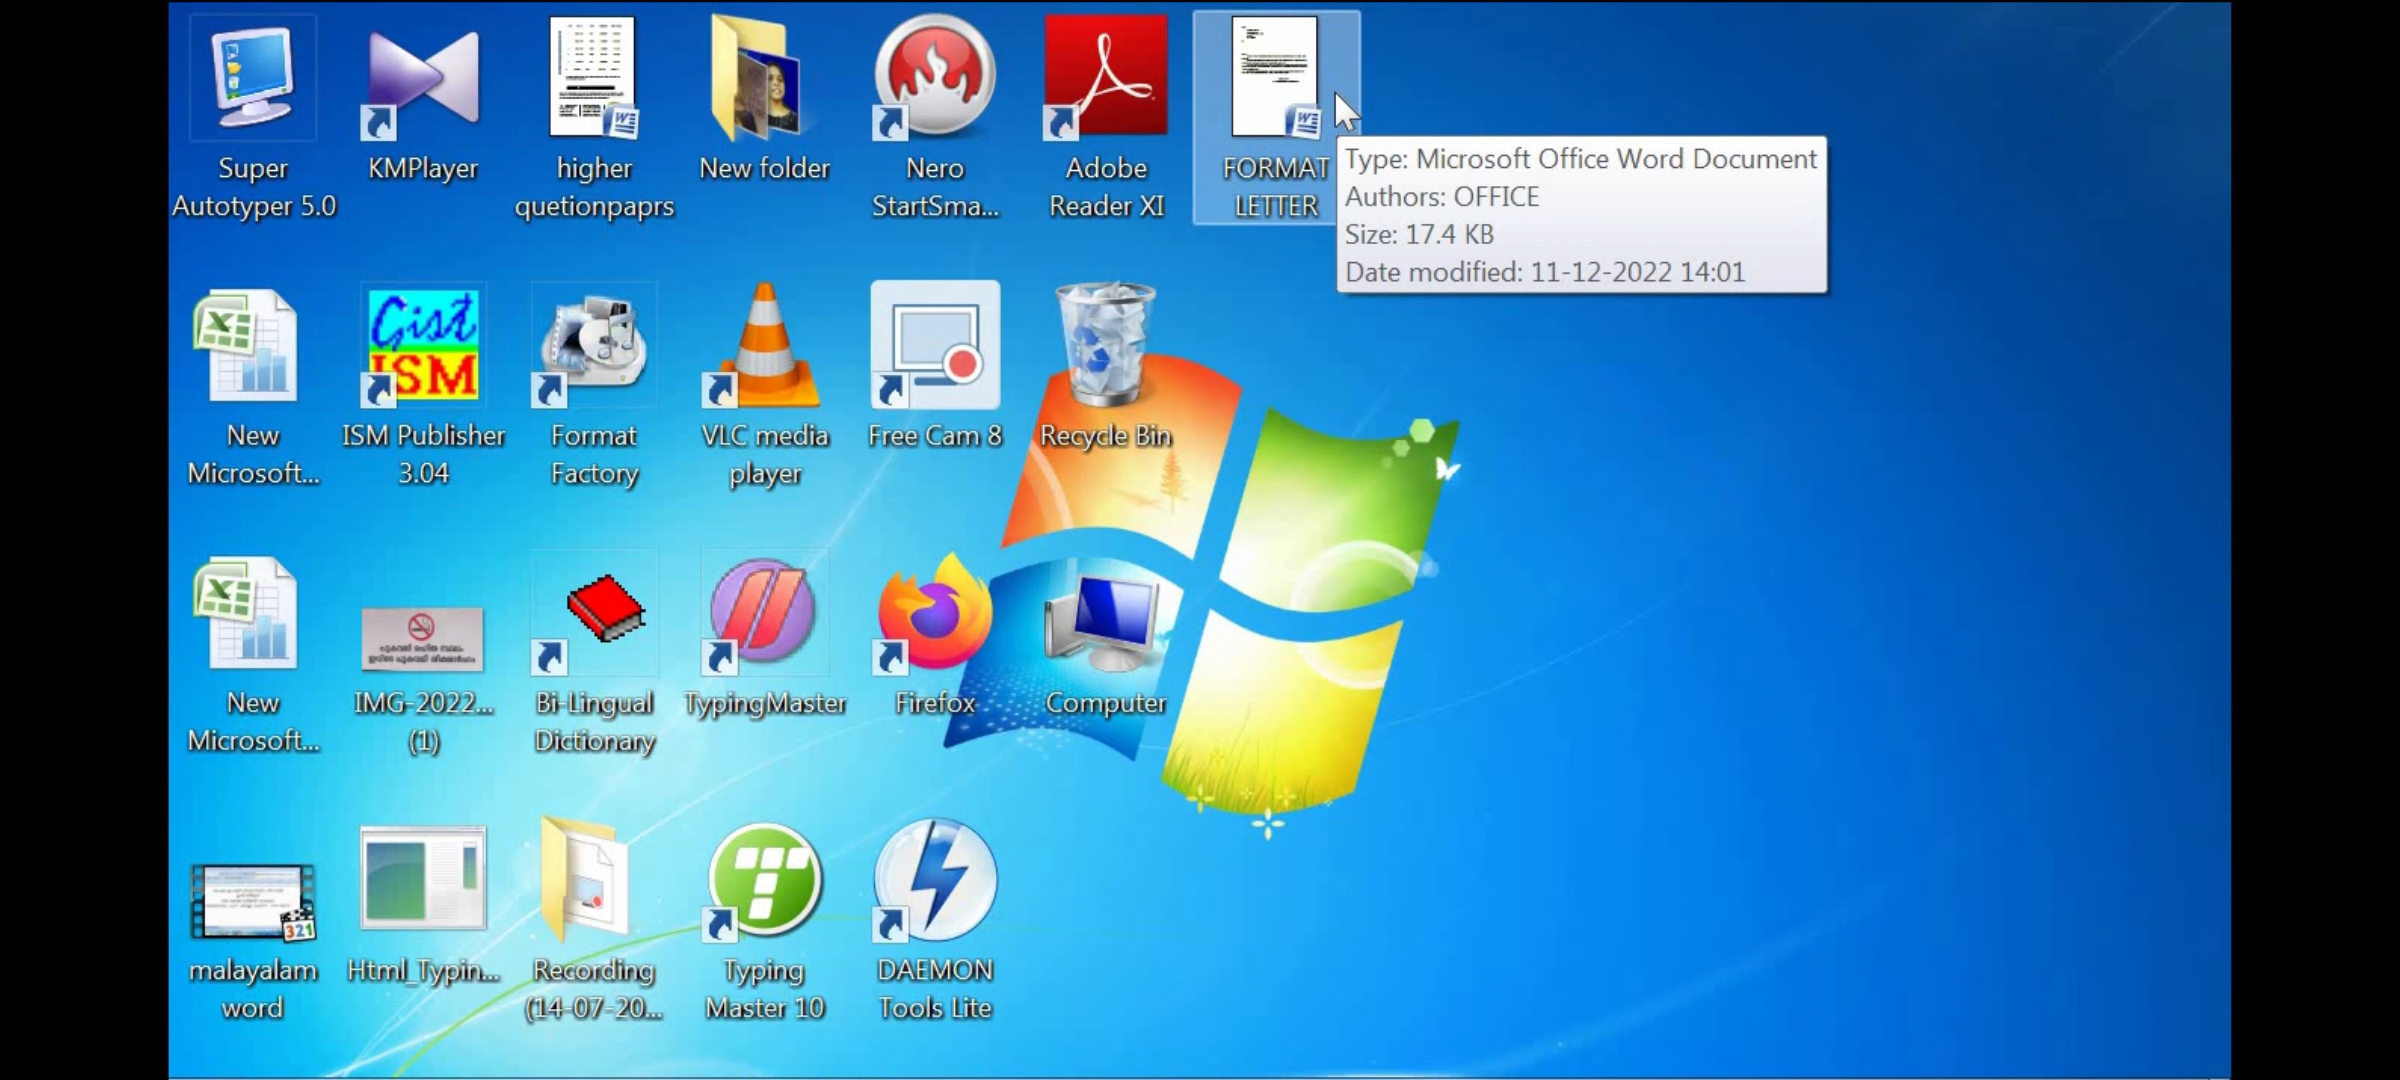 Super
Autotyper 5.0
KMPlayer
higher
quetionpaprs
New folder
Nero
StartSma...
Adobe
Reader XI
FORMAT
LETTER
Type: Microsoft Office Word Document
Authors: OFFICE
Size: 17.4 KB
Date modified: 11-12-2022 14:01
New
Microsoft...
Gist
ISM
ISM Publisher
3.04
Format
Factory
VLC media
player
Free Cam 8
Recycle Bin
New
Microsoft...
IMG-2022...
(1)
Bi-Lingual
Dictionary
TypingMaster
Firefox
Computer
321
malayalam
word
Html_Typin...
Recording
(14-07-20...
Typing
Master 10
DAEMON
Tools Lite